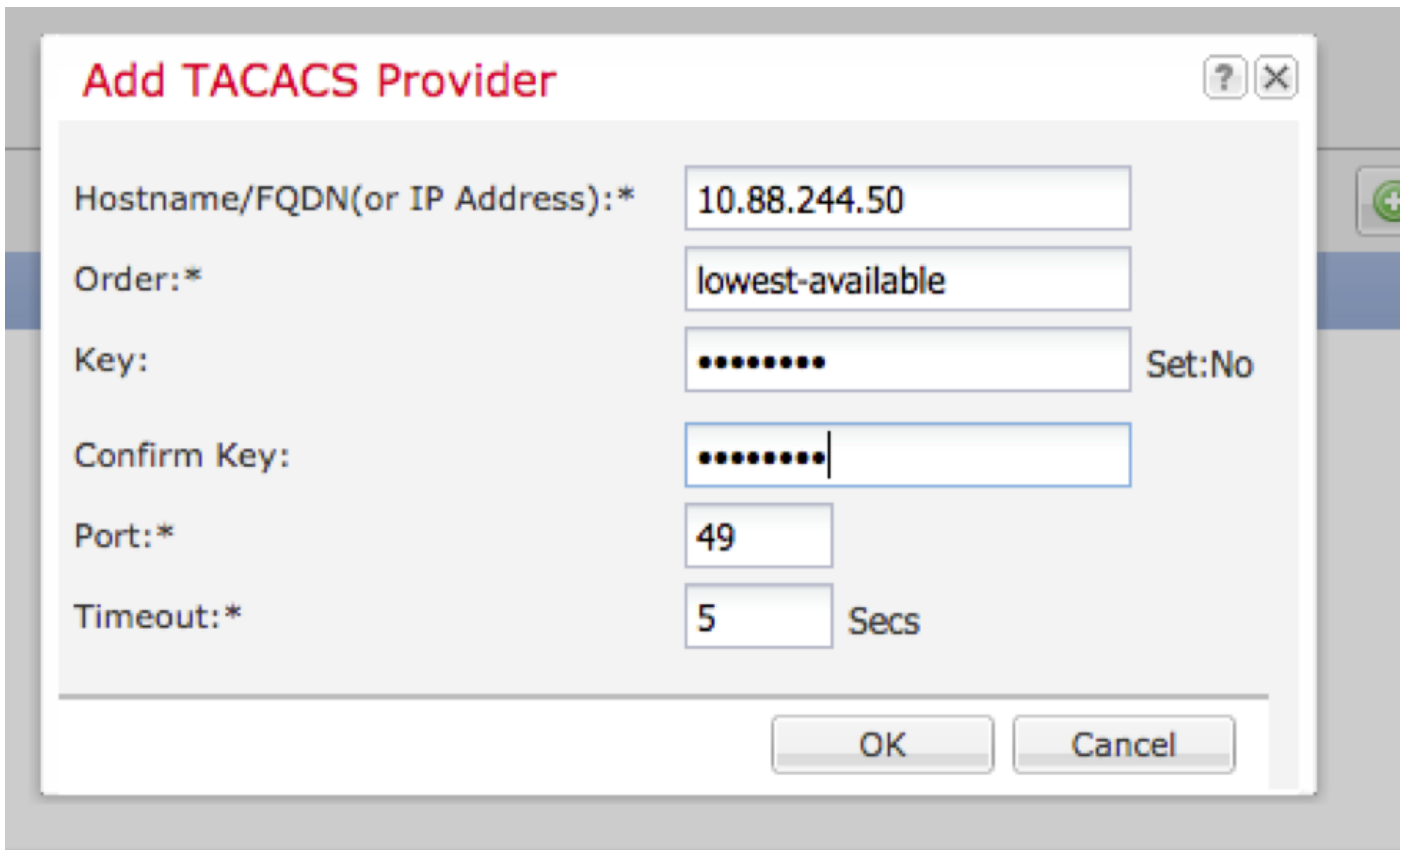 Add TACACS Provider
?
Hostname/FQDN(or IP Address):* 10.88.244.50
Order:* lowest-available
Key: •••••••• Set:No
Confirm Key: ••••••••
Port:* 49
Timeout:* 5 Secs
OK Cancel